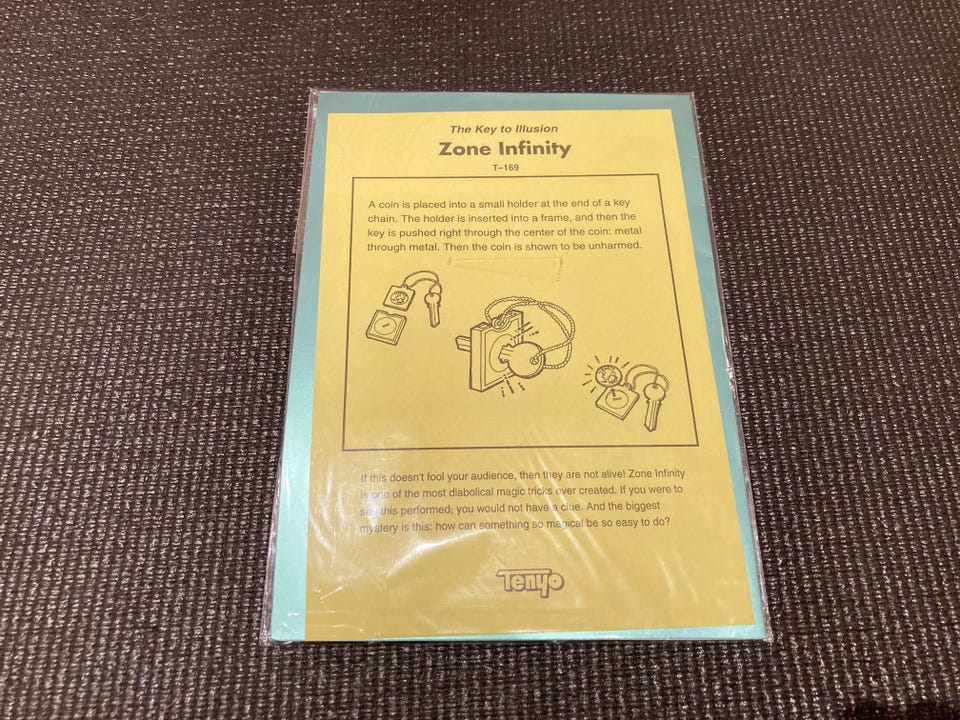 The Key to Illusion
Zone Infinity
T-169
A coin is placed into a small holder at the end of a key
chain. The holder is inserted into a frame, and then the
key is pushed right through the center of the coin: metal
through metal. Then the coin is shown to be unharmed.
If this doesn't fool your audience, then they are not alive! Zone Infinity
is one of the most diabolical magic tricks ever created. If you were to
see this performed, you would not have a clue. And the biggest
mystery is this: how can something so magical be so easy to do?
Tenyo